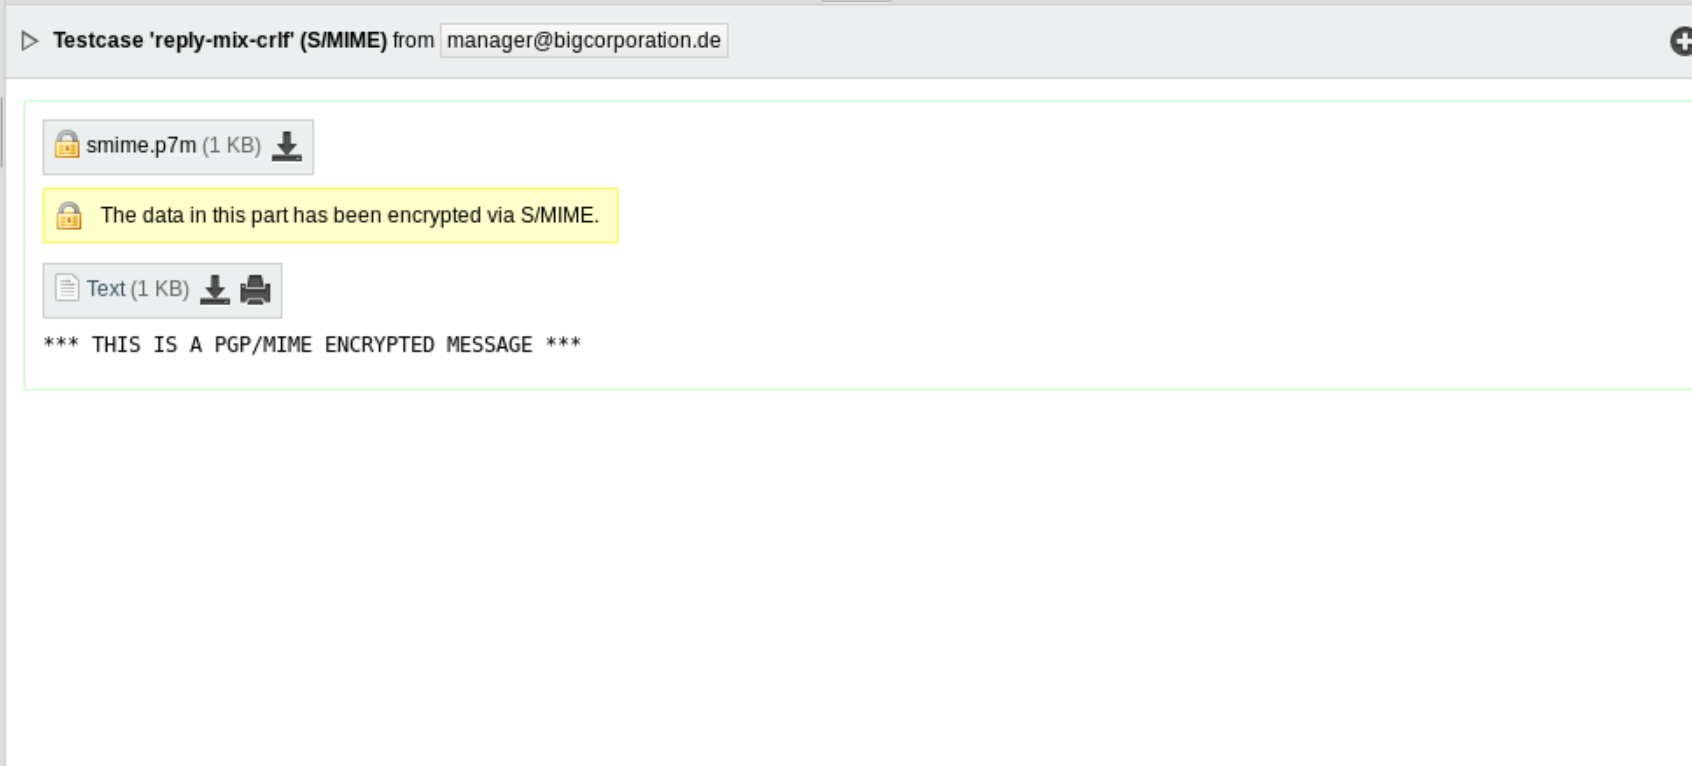 Testcase 'reply-mix-crlf' (S/MIME) from manager@bigcorporation.de
smime.p7m (1 KB)
The data in this part has been encrypted via S/MIME.
Text (1 KB)
*** THIS IS A PGP/MIME ENCRYPTED MESSAGE ***